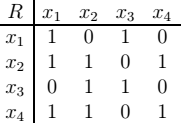 R x₁ x₂ x₃ x₄
x₁ 1 0 1 0
x₂ 1 1 0 1
x₃ 0 1 1 0
x₄ 1 1 0 1